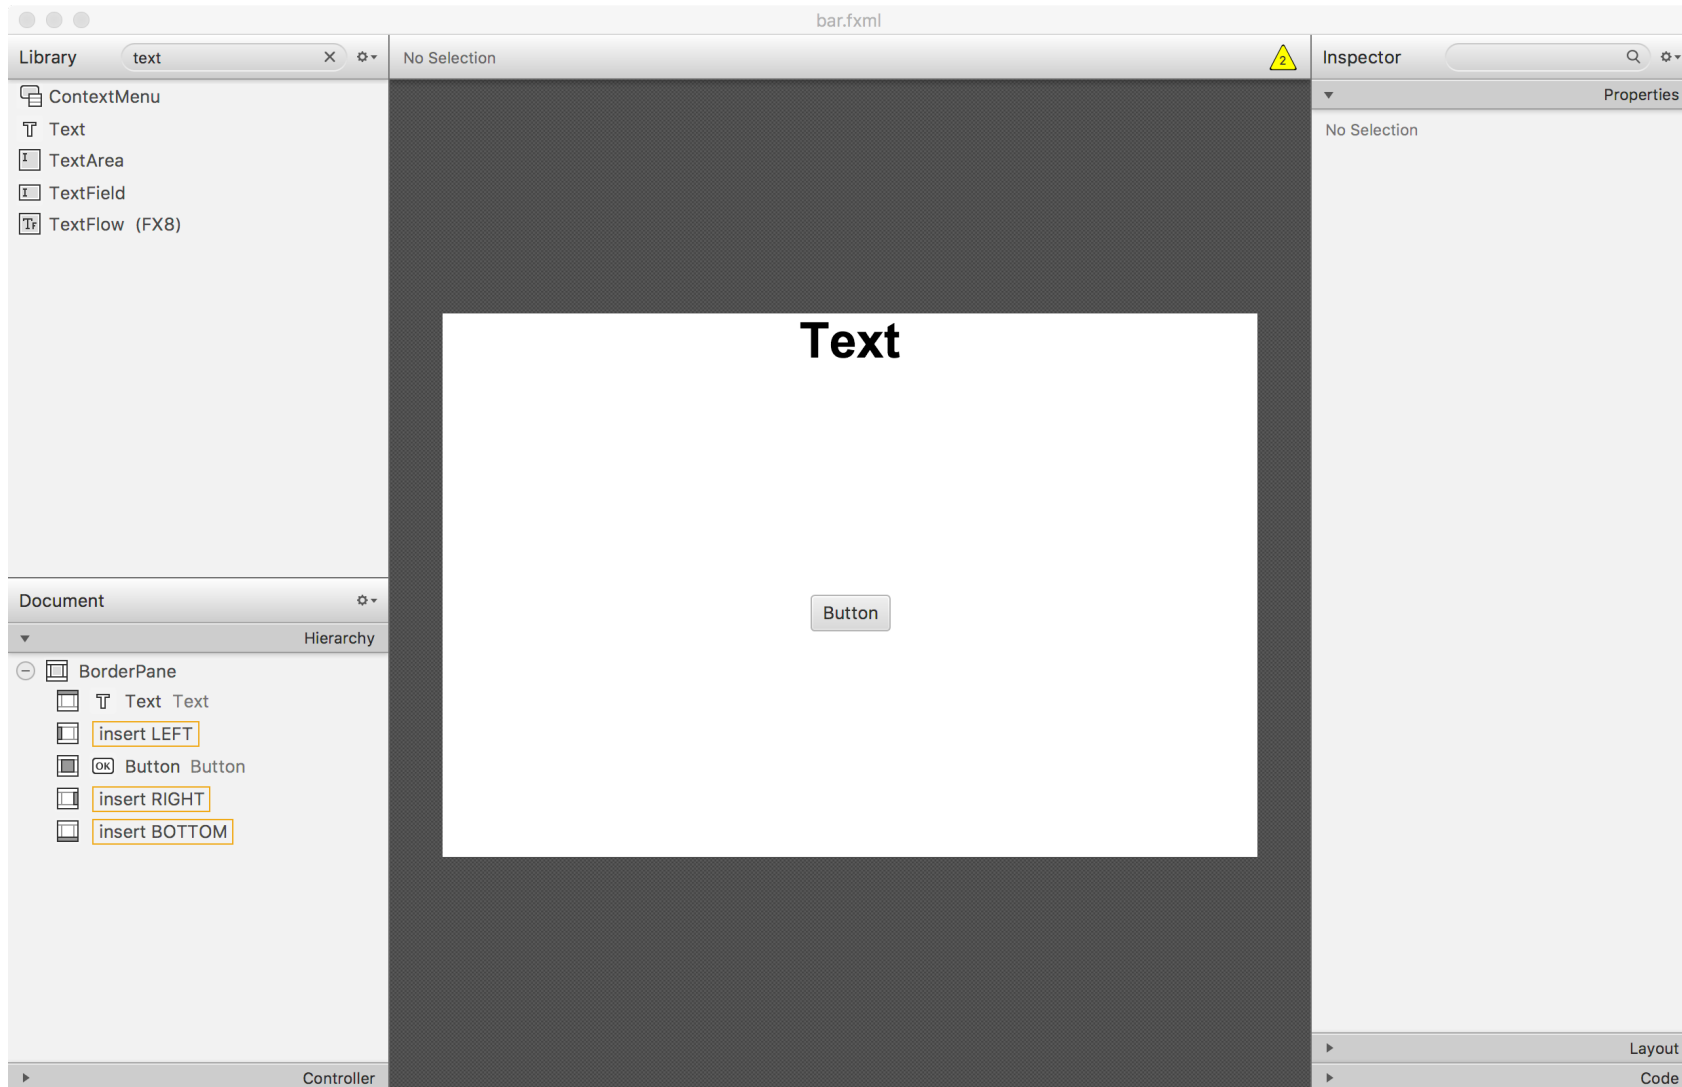 bar.fxml
Library text
No Selection 2
Inspector
ContextMenu
Text
TextArea
TextField
TextFlow (FX8)
Properties
No Selection
Text
Button
Document
Hierarchy
BorderPane
Text Text
insert LEFT
OK Button Button
insert RIGHT
insert BOTTOM
Controller
Layout
Code